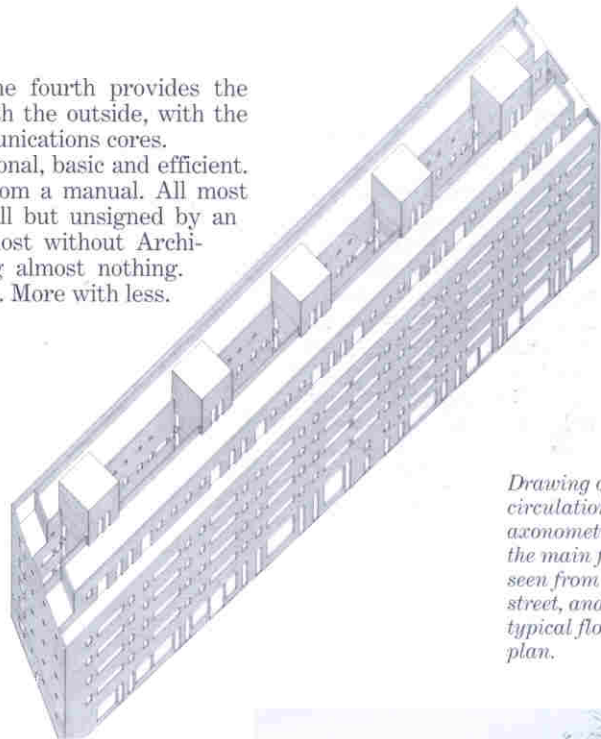 he fourth provides the
h the outside, with the
unications cores.
onal, basic and efficient.
om a manual. All most
ll but unsigned by an
ost without Archi-
g almost nothing.
. More with less.
Drawing o
circulation
axonomet
the main f
seen from
street, and
typical flo
plan.